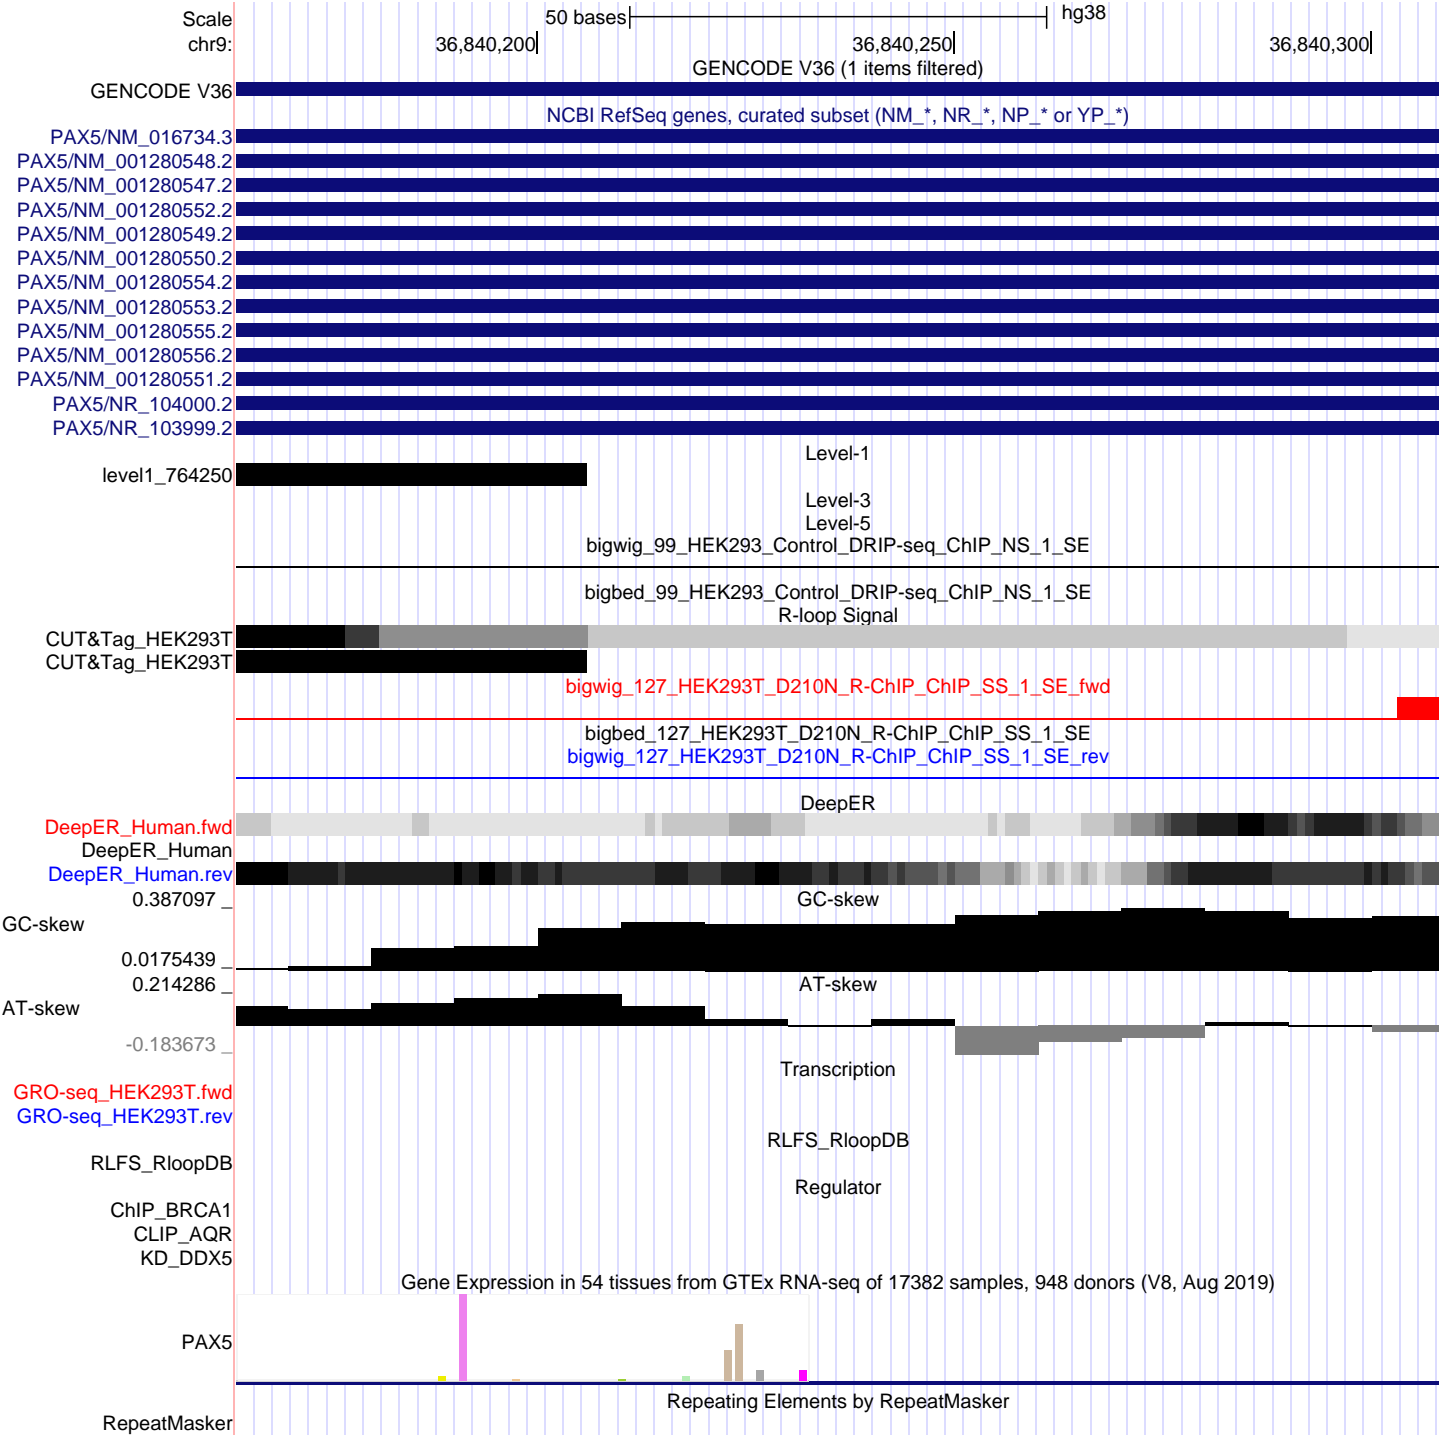 Scale 50 bases hg38
chr9: 36,840,200 36,840,250 36,840,300
GENCODE V36 (1 items filtered)
GENCODE V36
NCBI RefSeq genes, curated subset (NM_*, NR_*, NP_* or YP_*)
PAX5/NM_016734.3
PAX5/NM_001280548.2
PAX5/NM_001280547.2
PAX5/NM_001280552.2
PAX5/NM_001280549.2
PAX5/NM_001280550.2
PAX5/NM_001280554.2
PAX5/NM_001280553.2
PAX5/NM_001280555.2
PAX5/NM_001280556.2
PAX5/NM_001280551.2
PAX5/NR_104000.2
PAX5/NR_103999.2
Level-1
level1_764250
Level-3
Level-5
bigwig_99_HEK293_Control_DRIP-seq_ChIP_NS_1_SE
bigbed_99_HEK293_Control_DRIP-seq_ChIP_NS_1_SE
R-loop Signal
CUT&Tag_HEK293T
CUT&Tag_HEK293T
bigwig_127_HEK293T_D210N_R-ChIP_ChIP_SS_1_SE_fwd
bigbed_127_HEK293T_D210N_R-ChIP_ChIP_SS_1_SE
bigwig_127_HEK293T_D210N_R-ChIP_ChIP_SS_1_SE_rev
DeepER
DeepER_Human.fwd
DeepER_Human
DeepER_Human.rev
0.387097 _ GC-skew
GC-skew
0.0175439 _
0.214286 _ AT-skew
AT-skew
-0.183673 _
Transcription
GRO-seq_HEK293T.fwd
GRO-seq_HEK293T.rev
RLFS_RloopDB
RLFS_RloopDB
Regulator
ChIP_BRCA1
CLIP_AQR
KD_DDX5
Gene Expression in 54 tissues from GTEx RNA-seq of 17382 samples, 948 donors (V8, Aug 2019)
PAX5
Repeating Elements by RepeatMasker
RepeatMasker